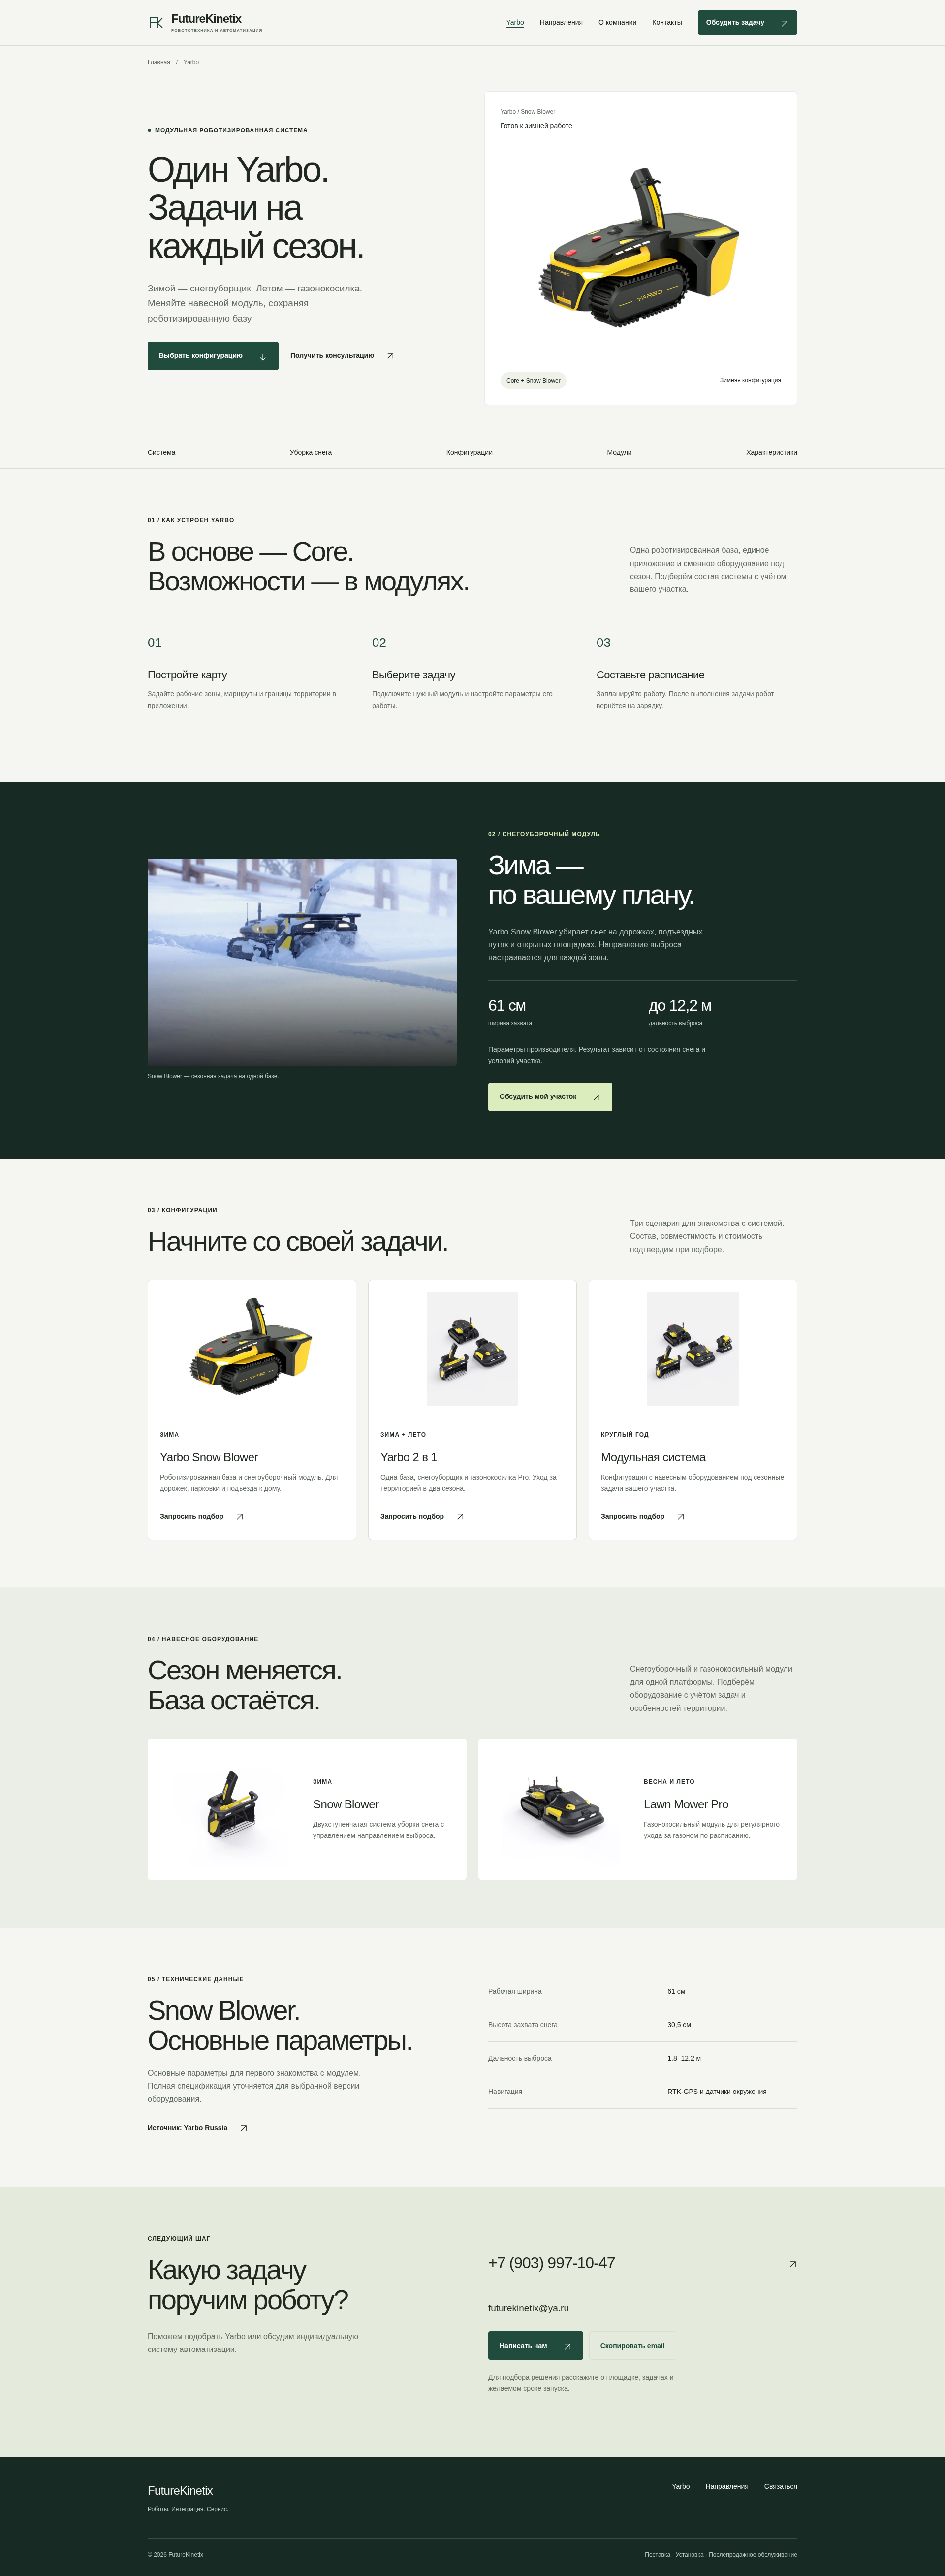 FutureKinetix
РОБОТОТЕХНИКА И АВТОМАТИЗАЦИЯ
Yarbo
Направления
О компании
Контакты
Обсудить задачу
Главная / Yarbo
МОДУЛЬНАЯ РОБОТИЗИРОВАННАЯ СИСТЕМА
Один Yarbo.
Задачи на
каждый сезон.
Зимой — снегоуборщик. Летом — газонокосилка.
Меняйте навесной модуль, сохраняя
роботизированную базу.
Выбрать конфигурацию
Получить консультацию
Yarbo / Snow Blower
Готов к зимней работе
YARBO
YARBO
Core + Snow Blower
Зимняя конфигурация
Система
Уборка снега
Конфигурации
Модули
Характеристики
01 / КАК УСТРОЕН YARBO
В основе — Core.
Возможности — в модулях.
Одна роботизированная база, единое
приложение и сменное оборудование под
сезон. Подберём состав системы с учётом
вашего участка.
01
Постройте карту
Задайте рабочие зоны, маршруты и границы территории в
приложении.
02
Выберите задачу
Подключите нужный модуль и настройте параметры его
работы.
03
Составьте расписание
Запланируйте работу. После выполнения задачи робот
вернётся на зарядку.
Snow Blower — сезонная задача на одной базе.
02 / СНЕГОУБОРОЧНЫЙ МОДУЛЬ
Зима —
по вашему плану.
Yarbo Snow Blower убирает снег на дорожках, подъездных
путях и открытых площадках. Направление выброса
настраивается для каждой зоны.
61 см
ширина захвата
до 12,2 м
дальность выброса
Параметры производителя. Результат зависит от состояния снега и
условий участка.
Обсудить мой участок
03 / КОНФИГУРАЦИИ
Начните со своей задачи.
Три сценария для знакомства с системой.
Состав, совместимость и стоимость
подтвердим при подборе.
YARBO
ЗИМА
Yarbo Snow Blower
Роботизированная база и снегоуборочный модуль. Для
дорожек, парковки и подъезда к дому.
Запросить подбор
ЗИМА + ЛЕТО
Yarbo 2 в 1
Одна база, снегоуборщик и газонокосилка Pro. Уход за
территорией в два сезона.
Запросить подбор
КРУГЛЫЙ ГОД
Модульная система
Конфигурация с навесным оборудованием под сезонные
задачи вашего участка.
Запросить подбор
04 / НАВЕСНОЕ ОБОРУДОВАНИЕ
Сезон меняется.
База остаётся.
Снегоуборочный и газонокосильный модули
для одной платформы. Подберём
оборудование с учётом задач и
особенностей территории.
ЗИМА
Snow Blower
Двухступенчатая система уборки снега с
управлением направлением выброса.
ВЕСНА И ЛЕТО
Lawn Mower Pro
Газонокосильный модуль для регулярного
ухода за газоном по расписанию.
05 / ТЕХНИЧЕСКИЕ ДАННЫЕ
Snow Blower.
Основные параметры.
Основные параметры для первого знакомства с модулем.
Полная спецификация уточняется для выбранной версии
оборудования.
Источник: Yarbo Russia
Рабочая ширина
61 см
Высота захвата снега
30,5 см
Дальность выброса
1,8–12,2 м
Навигация
RTK-GPS и датчики окружения
СЛЕДУЮЩИЙ ШАГ
Какую задачу
поручим роботу?
Поможем подобрать Yarbo или обсудим индивидуальную
систему автоматизации.
+7 (903) 997-10-47
futurekinetix@ya.ru
Написать нам
Скопировать email
Для подбора решения расскажите о площадке, задачах и
желаемом сроке запуска.
FutureKinetix
Роботы. Интеграция. Сервис.
Yarbo
Направления
Связаться
© 2026 FutureKinetix
Поставка · Установка · Послепродажное обслуживание